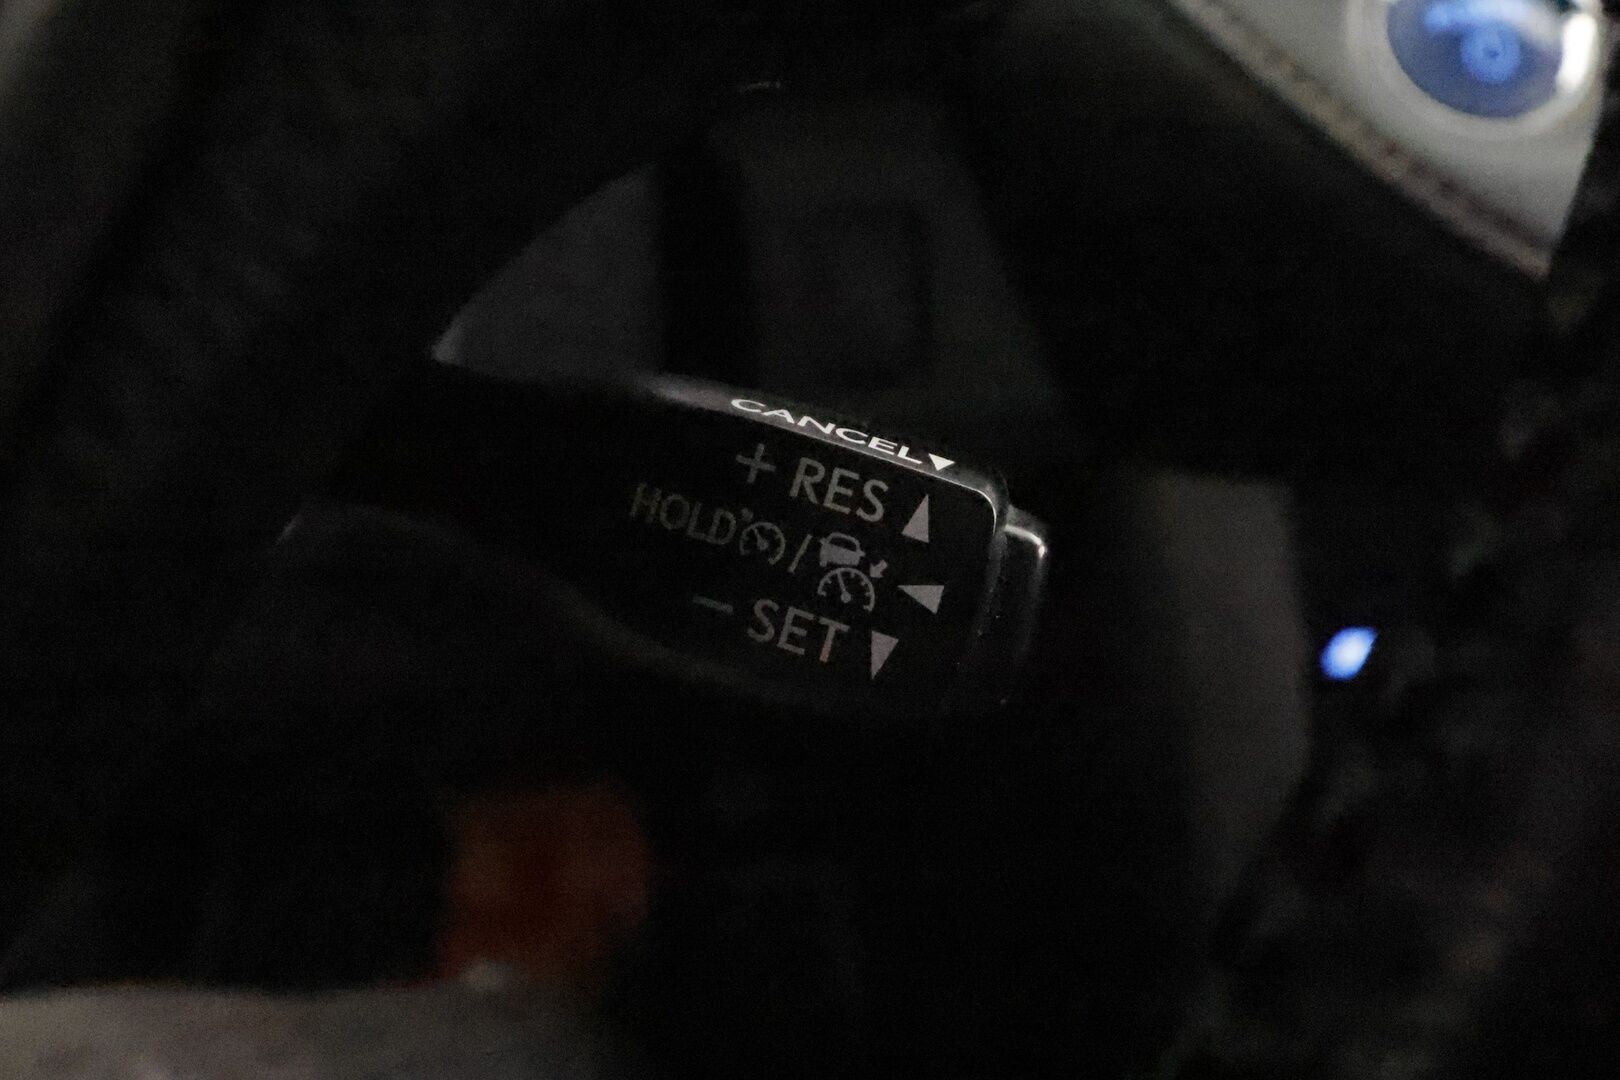 CANCEL▼
+ RES ▲
HOLD / ◀
− SET ▼